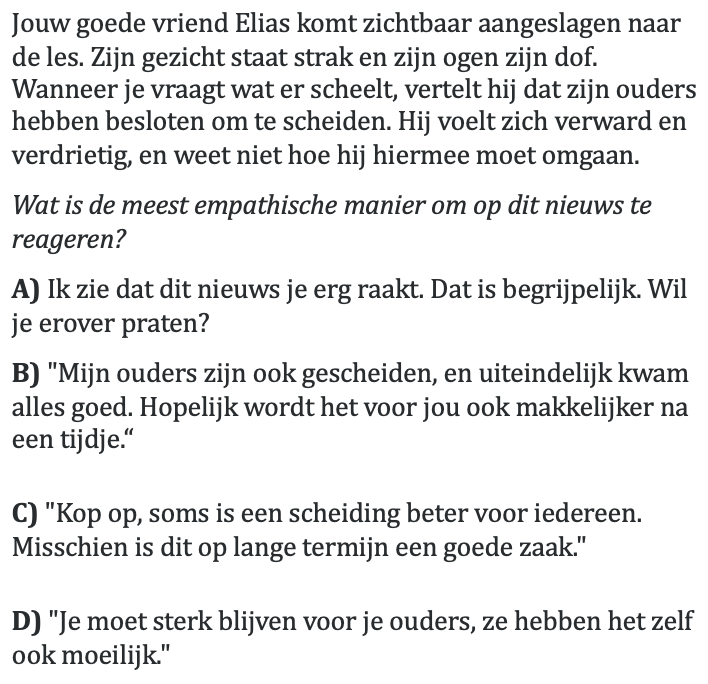 Jouw goede vriend Elias komt zichtbaar aangeslagen naar
de les. Zijn gezicht staat strak en zijn ogen zijn dof.
Wanneer je vraagt wat er scheelt, vertelt hij dat zijn ouders
hebben besloten om te scheiden. Hij voelt zich verward en
verdrietig, en weet niet hoe hij hiermee moet omgaan.
Wat is de meest empathische manier om op dit nieuws te
reageren?
A) Ik zie dat dit nieuws je erg raakt. Dat is begrijpelijk. Wil
je erover praten?
B) "Mijn ouders zijn ook gescheiden, en uiteindelijk kwam
alles goed. Hopelijk wordt het voor jou ook makkelijker na
een tijdje.“
C) "Kop op, soms is een scheiding beter voor iedereen.
Misschien is dit op lange termijn een goede zaak."
D) "Je moet sterk blijven voor je ouders, ze hebben het zelf
ook moeilijk."